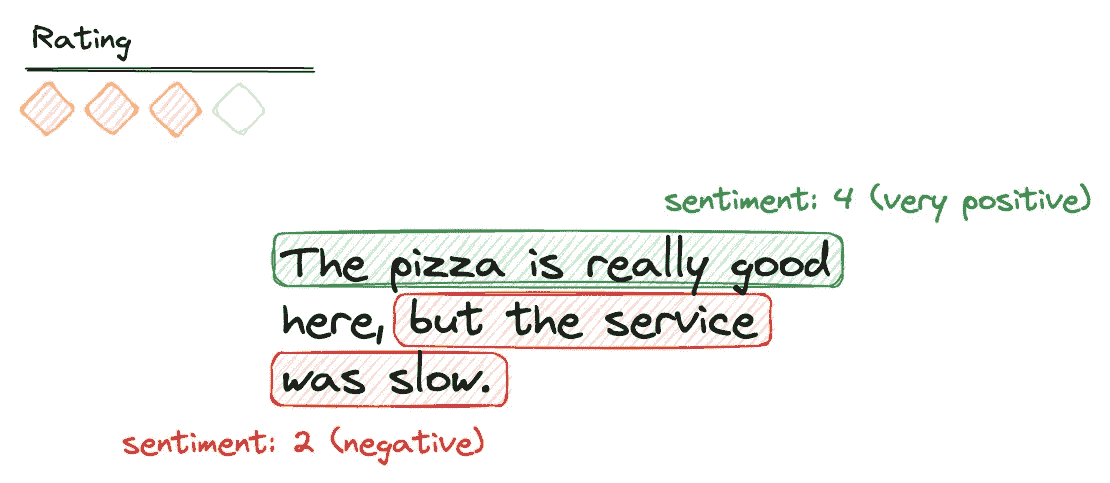 Rating
sentiment: 4 (very positive)
The pizza is really good
here, but the service
was slow.
sentiment: 2 (negative)